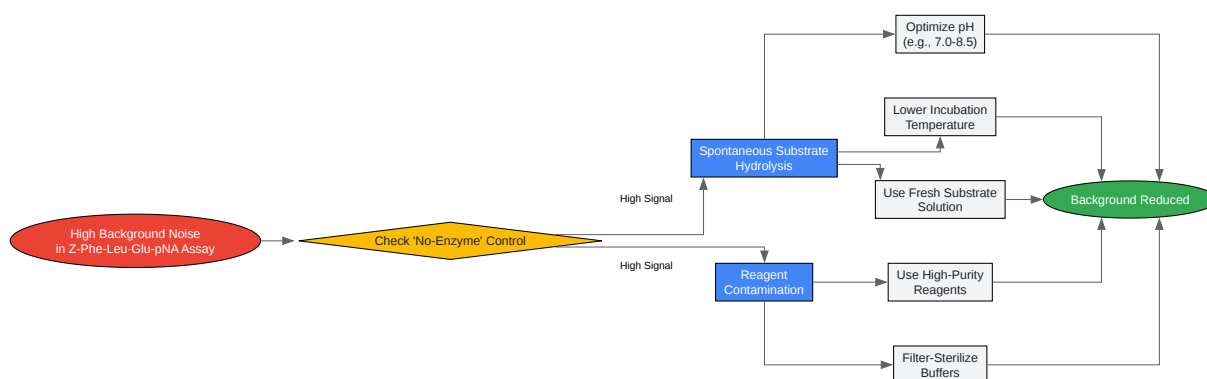 High Background Noise
in Z-Phe-Leu-Glu-pNA Assay
Check 'No-Enzyme' Control
High Signal
High Signal
Spontaneous Substrate
Hydrolysis
Reagent
Contamination
Optimize pH
(e.g., 7.0-8.5)
Lower Incubation
Temperature
Use Fresh Substrate
Solution
Use High-Purity
Reagents
Filter-Sterilize
Buffers
Background Reduced